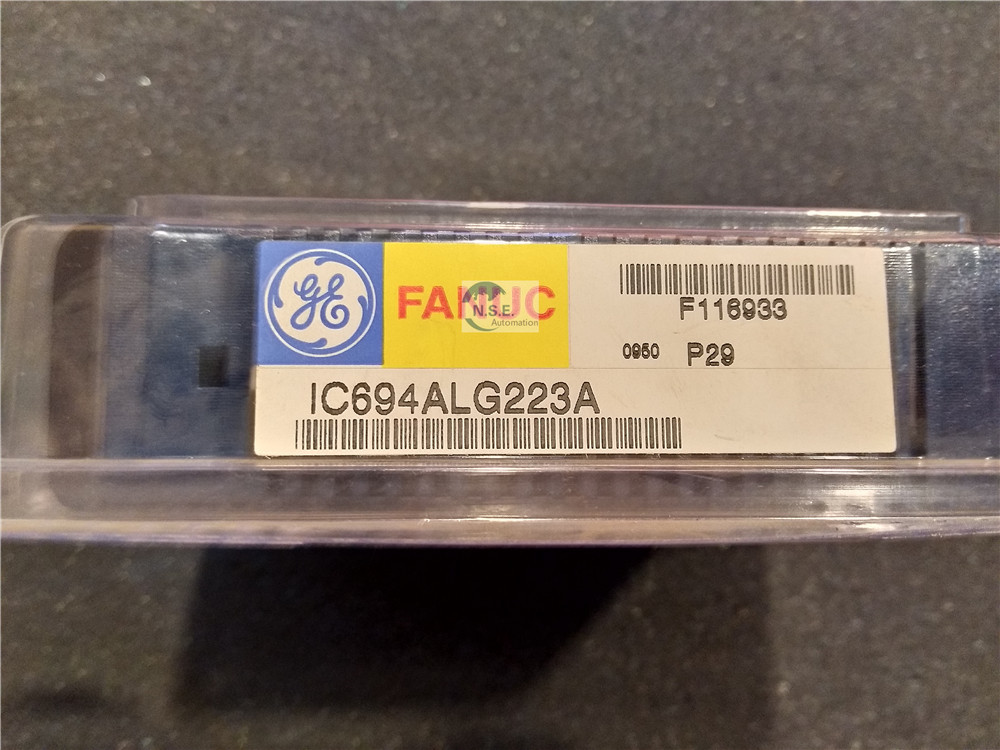 GE
FANUC
N.S.E.
Automation
F116933
0950 P29
IC694ALG223A